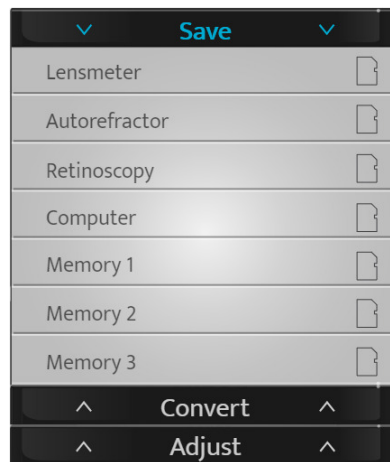 Save
Lensmeter
Autorefractor
Retinoscopy
Computer
Memory 1
Memory 2
Memory 3
Convert
Adjust